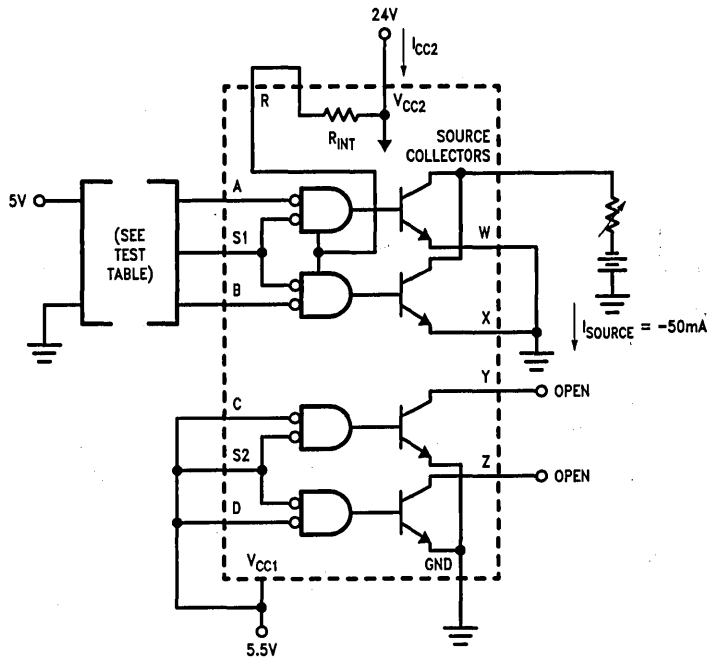 24V
I_CC2
R
V_CC2
R_INT
SOURCE
COLLECTORS
A
5V
(SEE
TEST
TABLE)
S1
W
B
X
I_SOURCE = -50mA
Y
OPEN
C
S2
Z
OPEN
D
V_CC1
GND
5.5V